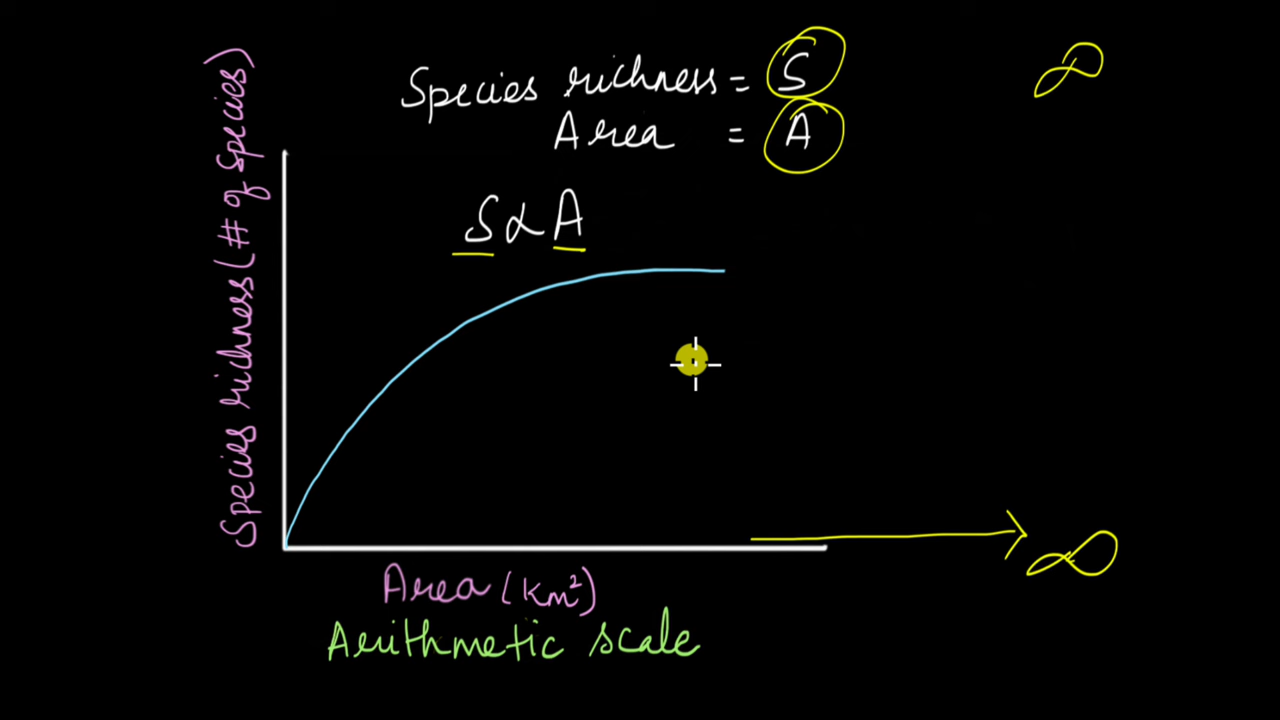 Species richness = S
∞
Area = A
S ∝ A
Species richness (# of Species)
∞
Area (Km²)
Arithmetic scale